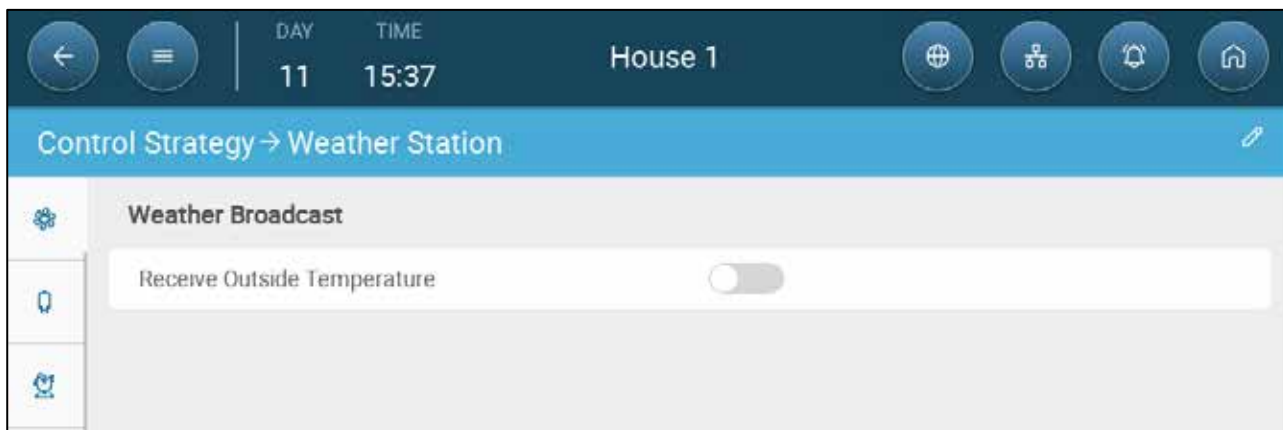 DAY TIME
11 15:37
House 1
Control Strategy → Weather Station
Weather Broadcast
Receive Outside Temperature